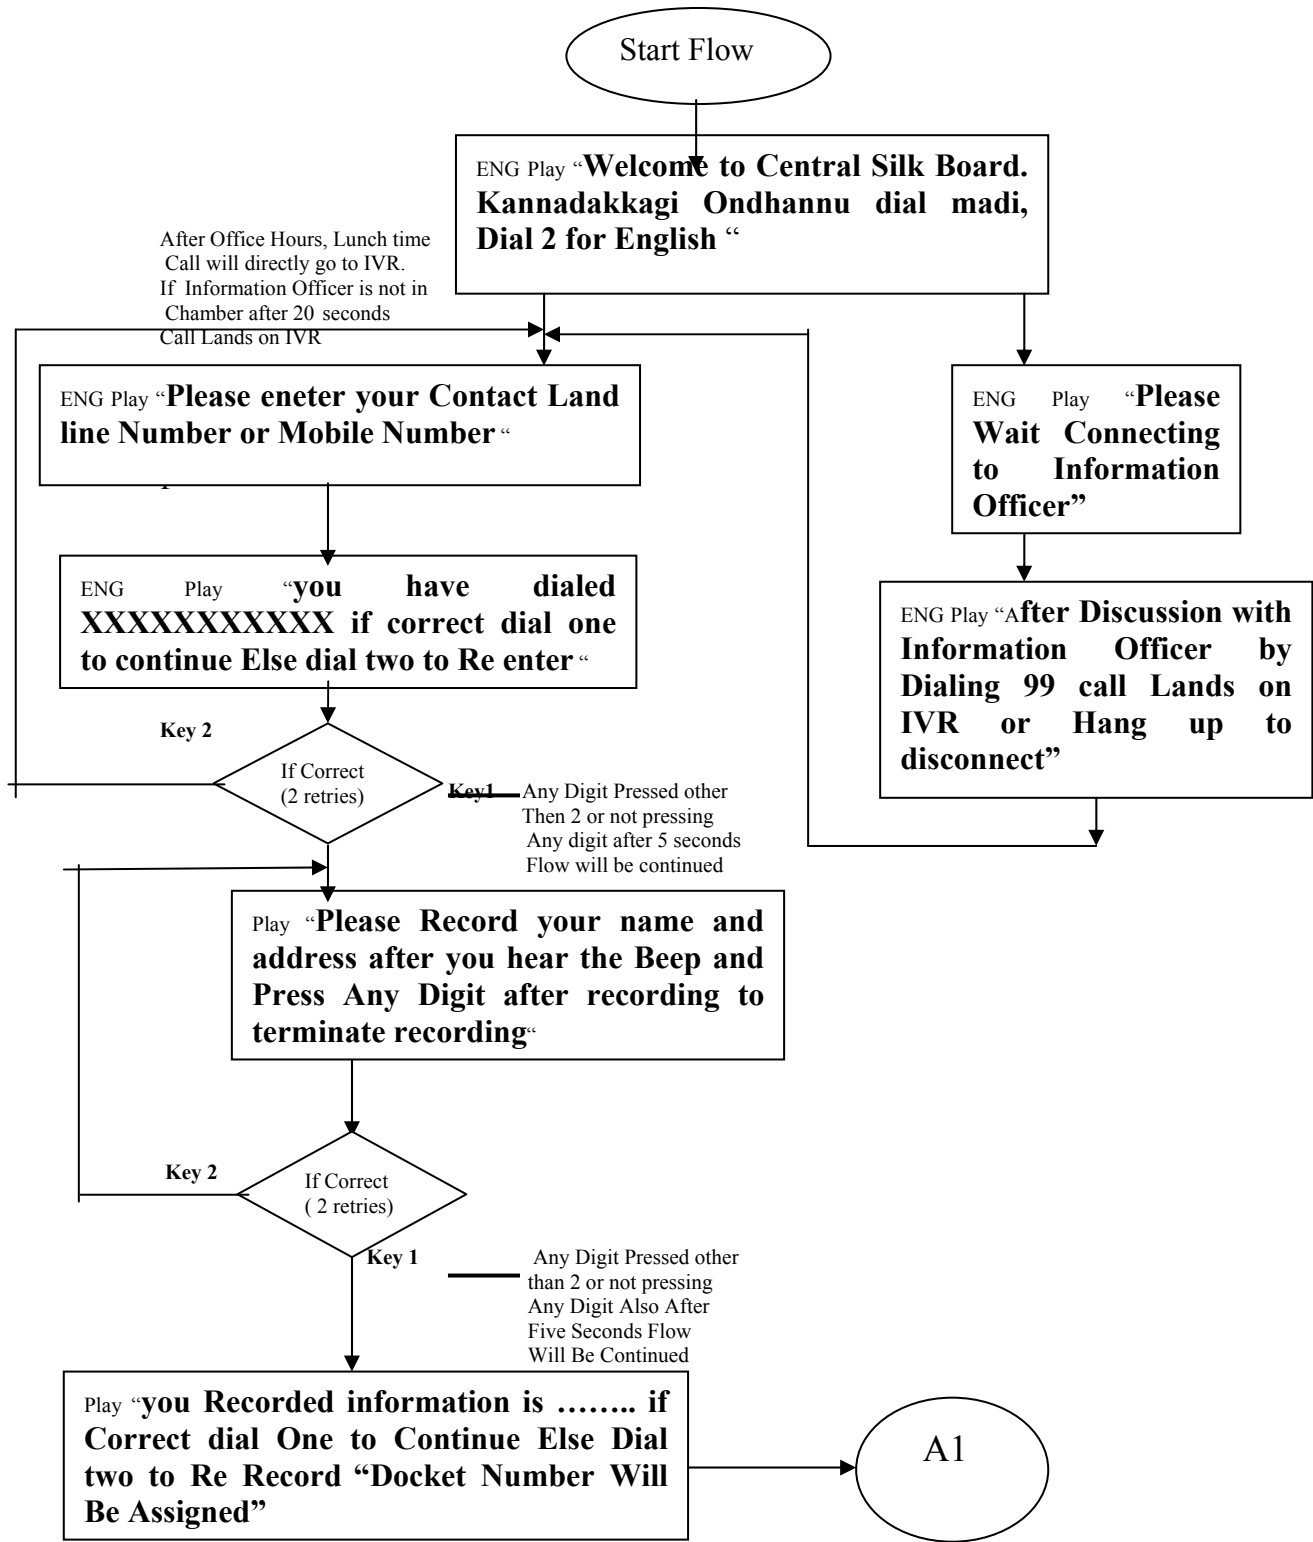 Start Flow
ENG Play “Welcome to Central Silk Board.
Kannadakkagi Ondhannu dial madi,
Dial 2 for English “
After Office Hours, Lunch time
Call will directly go to IVR.
If Information Officer is not in
Chamber after 20 seconds
Call Lands on IVR
ENG Play “Please eneter your Contact Land
line Number or Mobile Number “
ENG Play “Please
Wait Connecting
to Information
Officer”
ENG Play “you have dialed
XXXXXXXXXXX if correct dial one
to continue Else dial two to Re enter “
ENG Play “After Discussion with
Information Officer by
Dialing 99 call Lands on
IVR or Hang up to
disconnect”
Key 2
If Correct
(2 retries)
Key1
Any Digit Pressed other
Then 2 or not pressing
Any digit after 5 seconds
Flow will be continued
Play “Please Record your name and
address after you hear the Beep and
Press Any Digit after recording to
terminate recording“
Key 2
If Correct
( 2 retries)
Key 1
Any Digit Pressed other
than 2 or not pressing
Any Digit Also After
Five Seconds Flow
Will Be Continued
Play “you Recorded information is …….. if
Correct dial One to Continue Else Dial
two to Re Record “Docket Number Will
Be Assigned”
A1